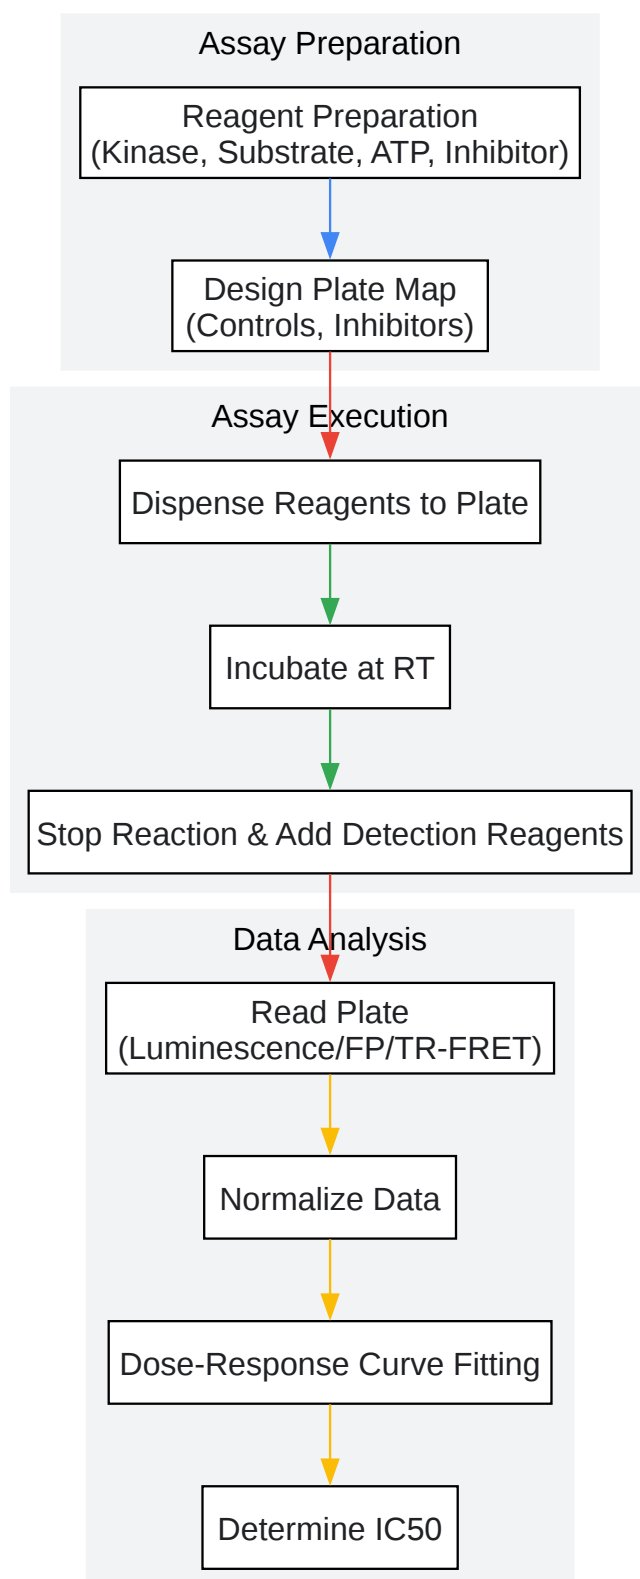 Assay Preparation
Reagent Preparation
(Kinase, Substrate, ATP, Inhibitor)
Design Plate Map
(Controls, Inhibitors)
Assay Execution
Dispense Reagents to Plate
Incubate at RT
Stop Reaction & Add Detection Reagents
Data Analysis
Read Plate
(Luminescence/FP/TR-FRET)
Normalize Data
Dose-Response Curve Fitting
Determine IC50